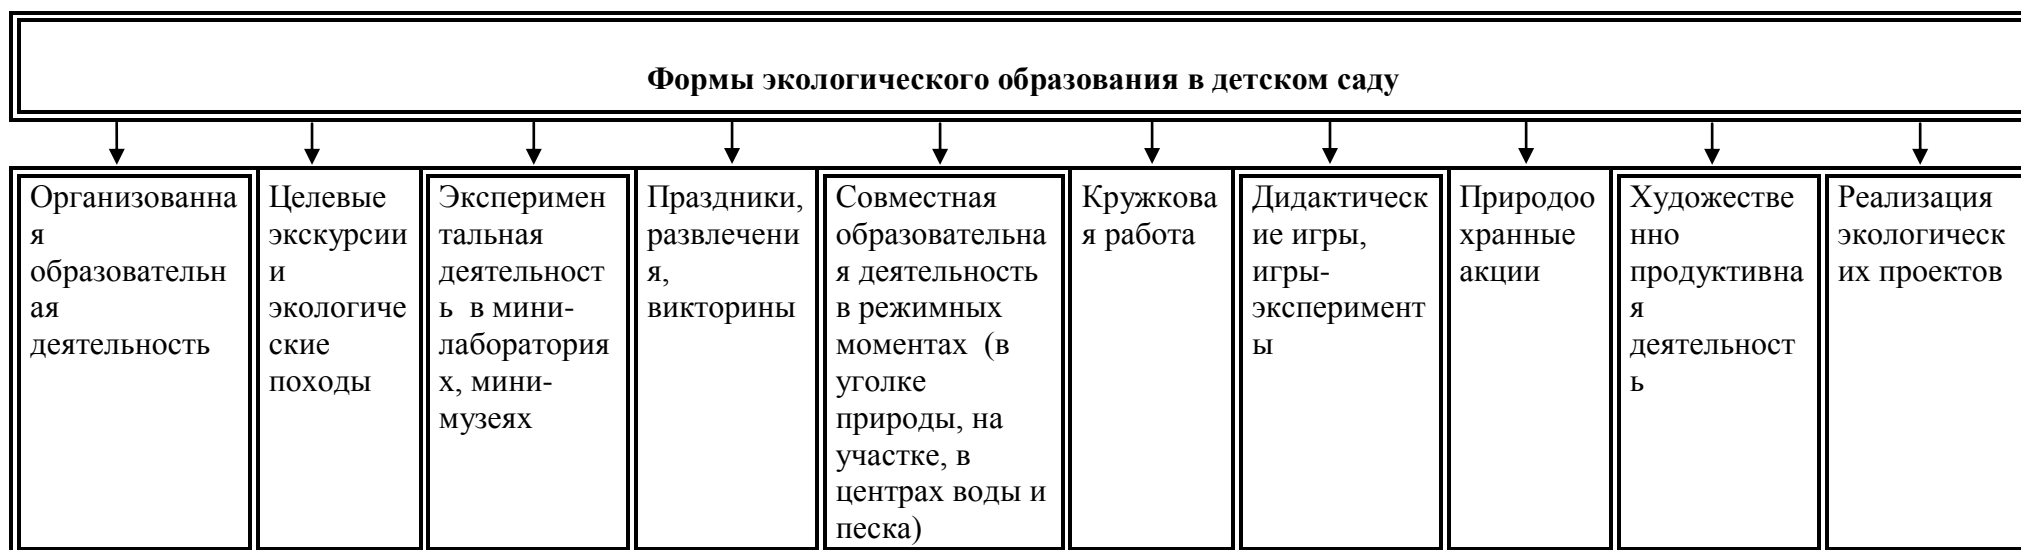 Формы экологического образования в детском саду
Организованна
я
образовательн
ая
деятельность
Целевые
экскурсии
и
экологиче
ские
походы
Эксперимен
тальная
деятельност
ь в мини-
лаборатория
х, мини-
музеях
Праздники,
развлечени
я,
викторины
Совместная
образовательна
я деятельность
в режимных
моментах (в
уголке
природы, на
участке, в
центрах воды и
песка)
Кружкова
я работа
Дидактическ
ие игры,
игры-
эксперимент
ы
Природоо
хранные
акции
Художестве
нно
продуктивна
я
деятельност
ь
Реализация
экологическ
их проектов